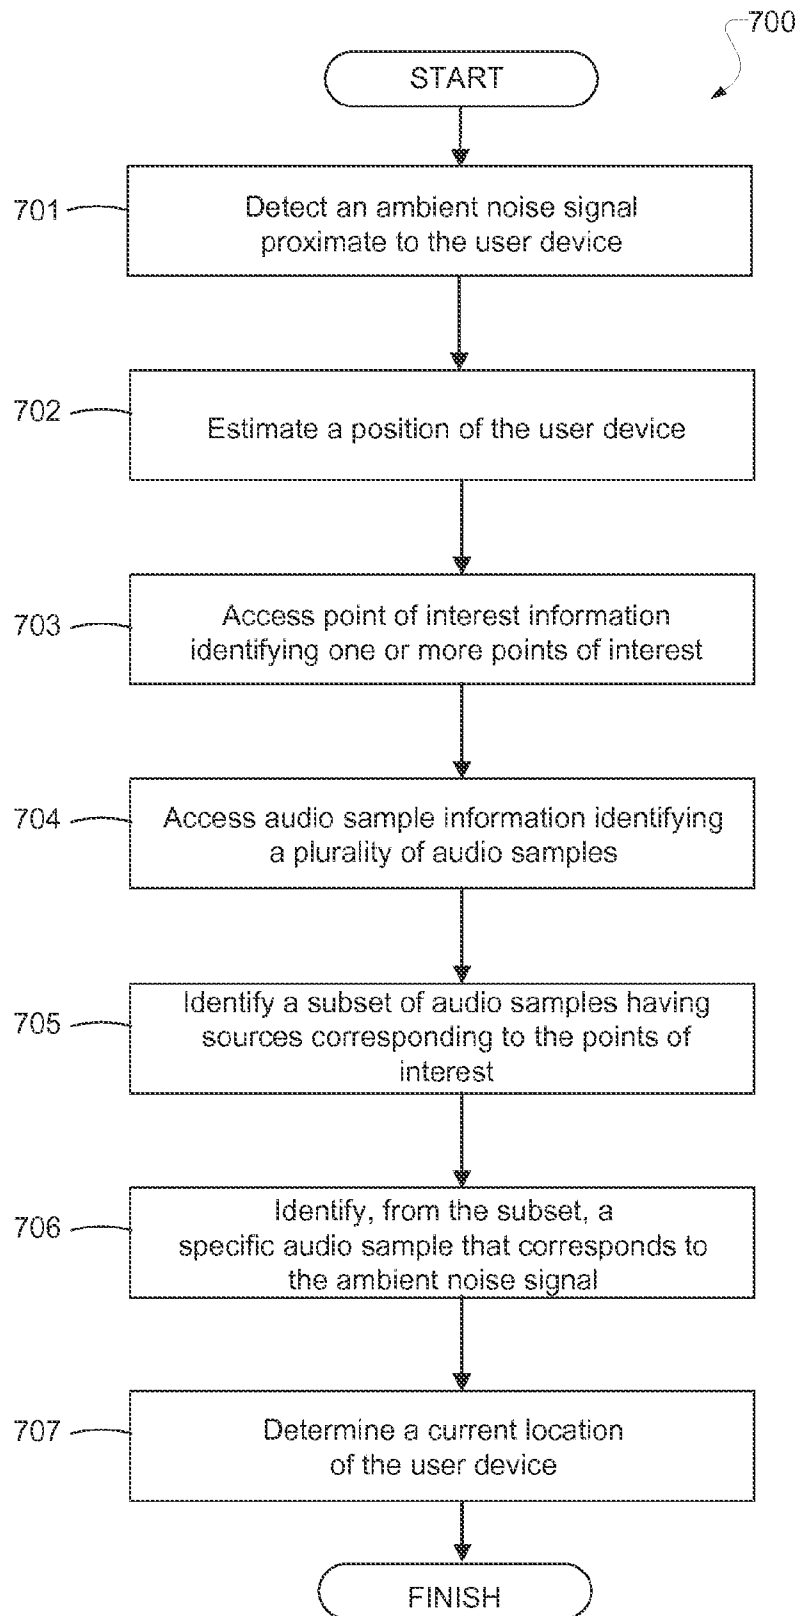 700
START
701
Detect an ambient noise signal
proximate to the user device
702
Estimate a position of the user device
703
Access point of interest information
identifying one or more points of interest
704
Access audio sample information identifying
a plurality of audio samples
705
Identify a subset of audio samples having
sources corresponding to the points of
interest
706
Identify, from the subset, a
specific audio sample that corresponds to
the ambient noise signal
707
Determine a current location
of the user device
FINISH